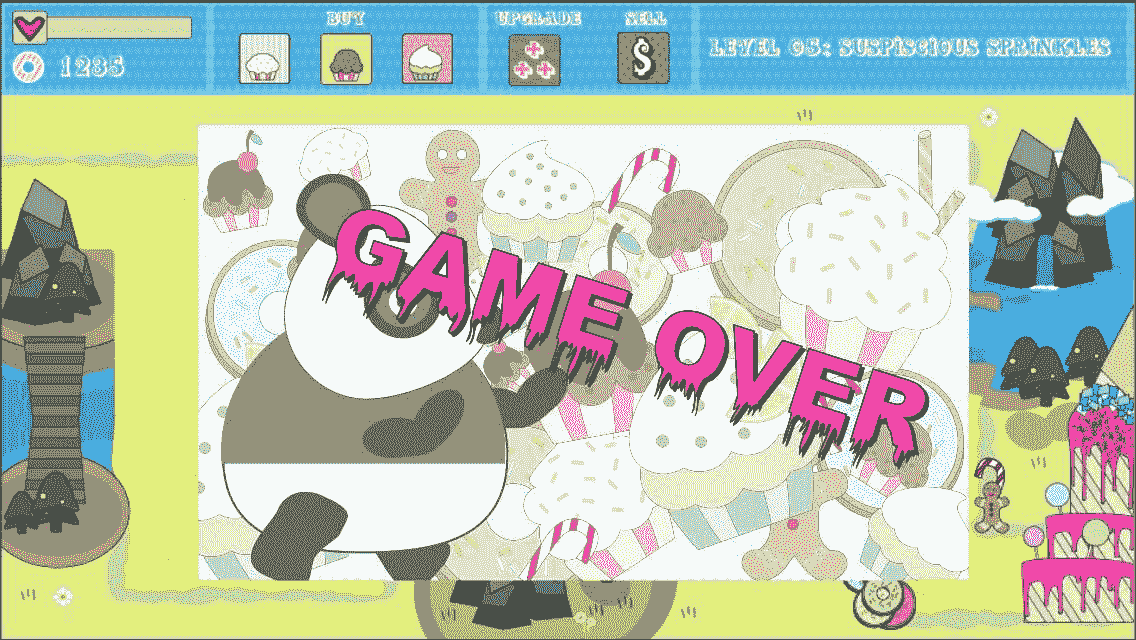 BUY
UPGRADE
SELL
LEVEL 05: SUSPISCIOUS SPRINKLES
1235
$
GAME OVER